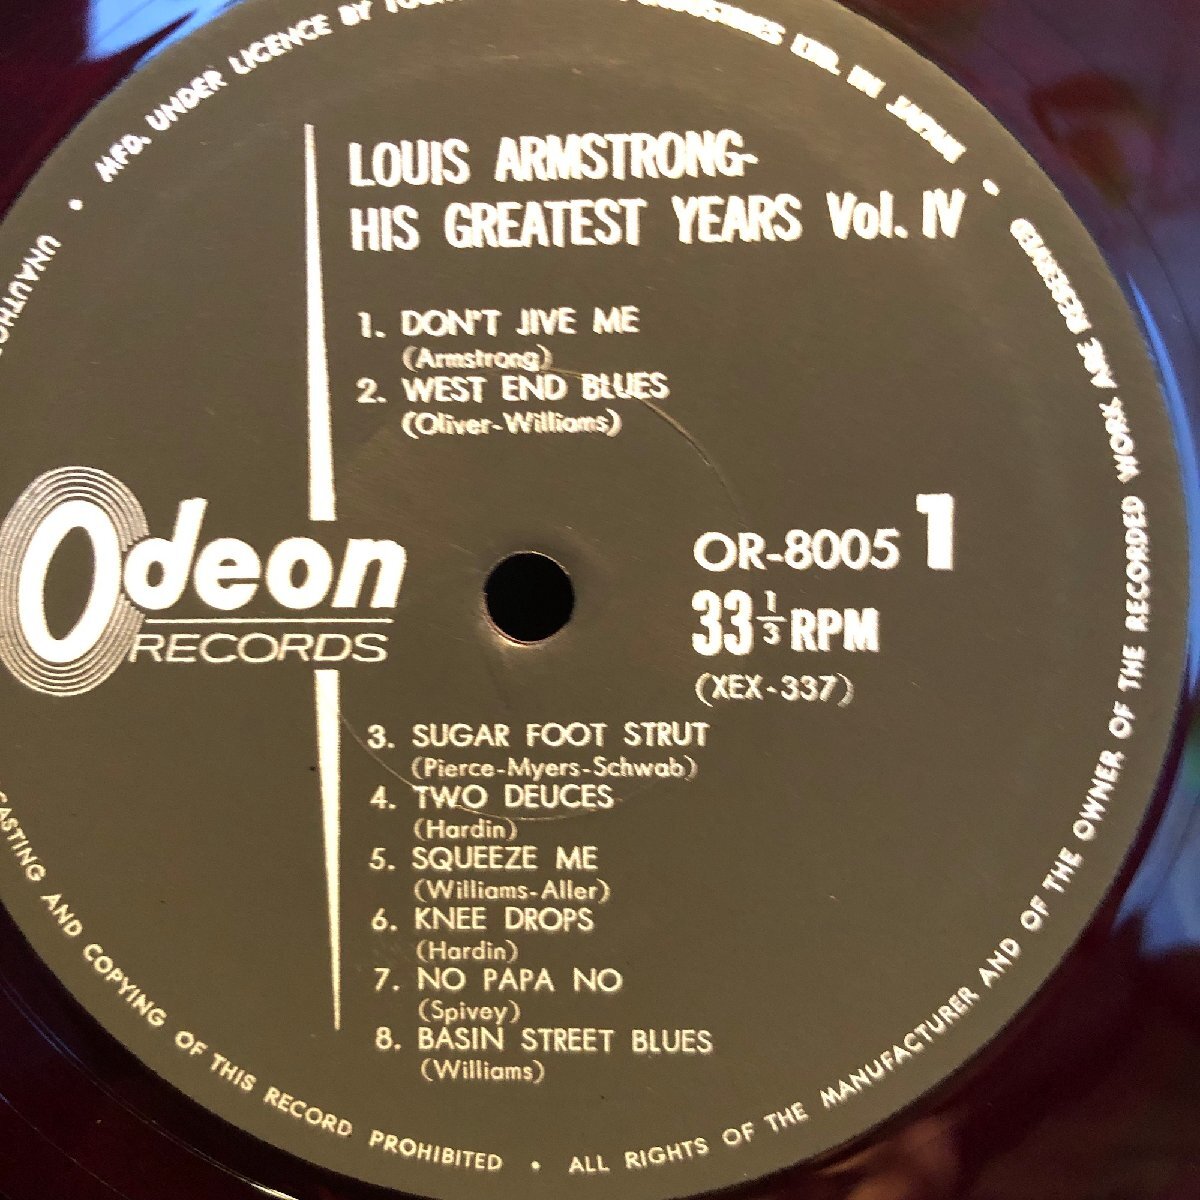 LOUIS ARMSTRONG-
HIS GREATEST YEARS Vol. IV
1. DON'T JIVE ME
(Armstrong)
2. WEST END BLUES
(Oliver-Williams)
Odeon
RECORDS
OR-8005 1
33 1/3 RPM
(XEX-337)
3. SUGAR FOOT STRUT
(Pierce-Myers-Schwab)
4. TWO DEUCES
(Hardin)
5. SQUEEZE ME
(Williams-Aller)
6. KNEE DROPS
(Hardin)
7. NO PAPA NO
(Spivey)
8. BASIN STREET BLUES
(Williams)
MFD. UNDER LICENCE BY LTD. IN JAPAN • ALL RIGHTS OF THE MANUFACTURER AND OF THE OWNER OF THE RECORDED WORK ARE RESERVED • AND COPYING OF THIS RECORD PROHIBITED •